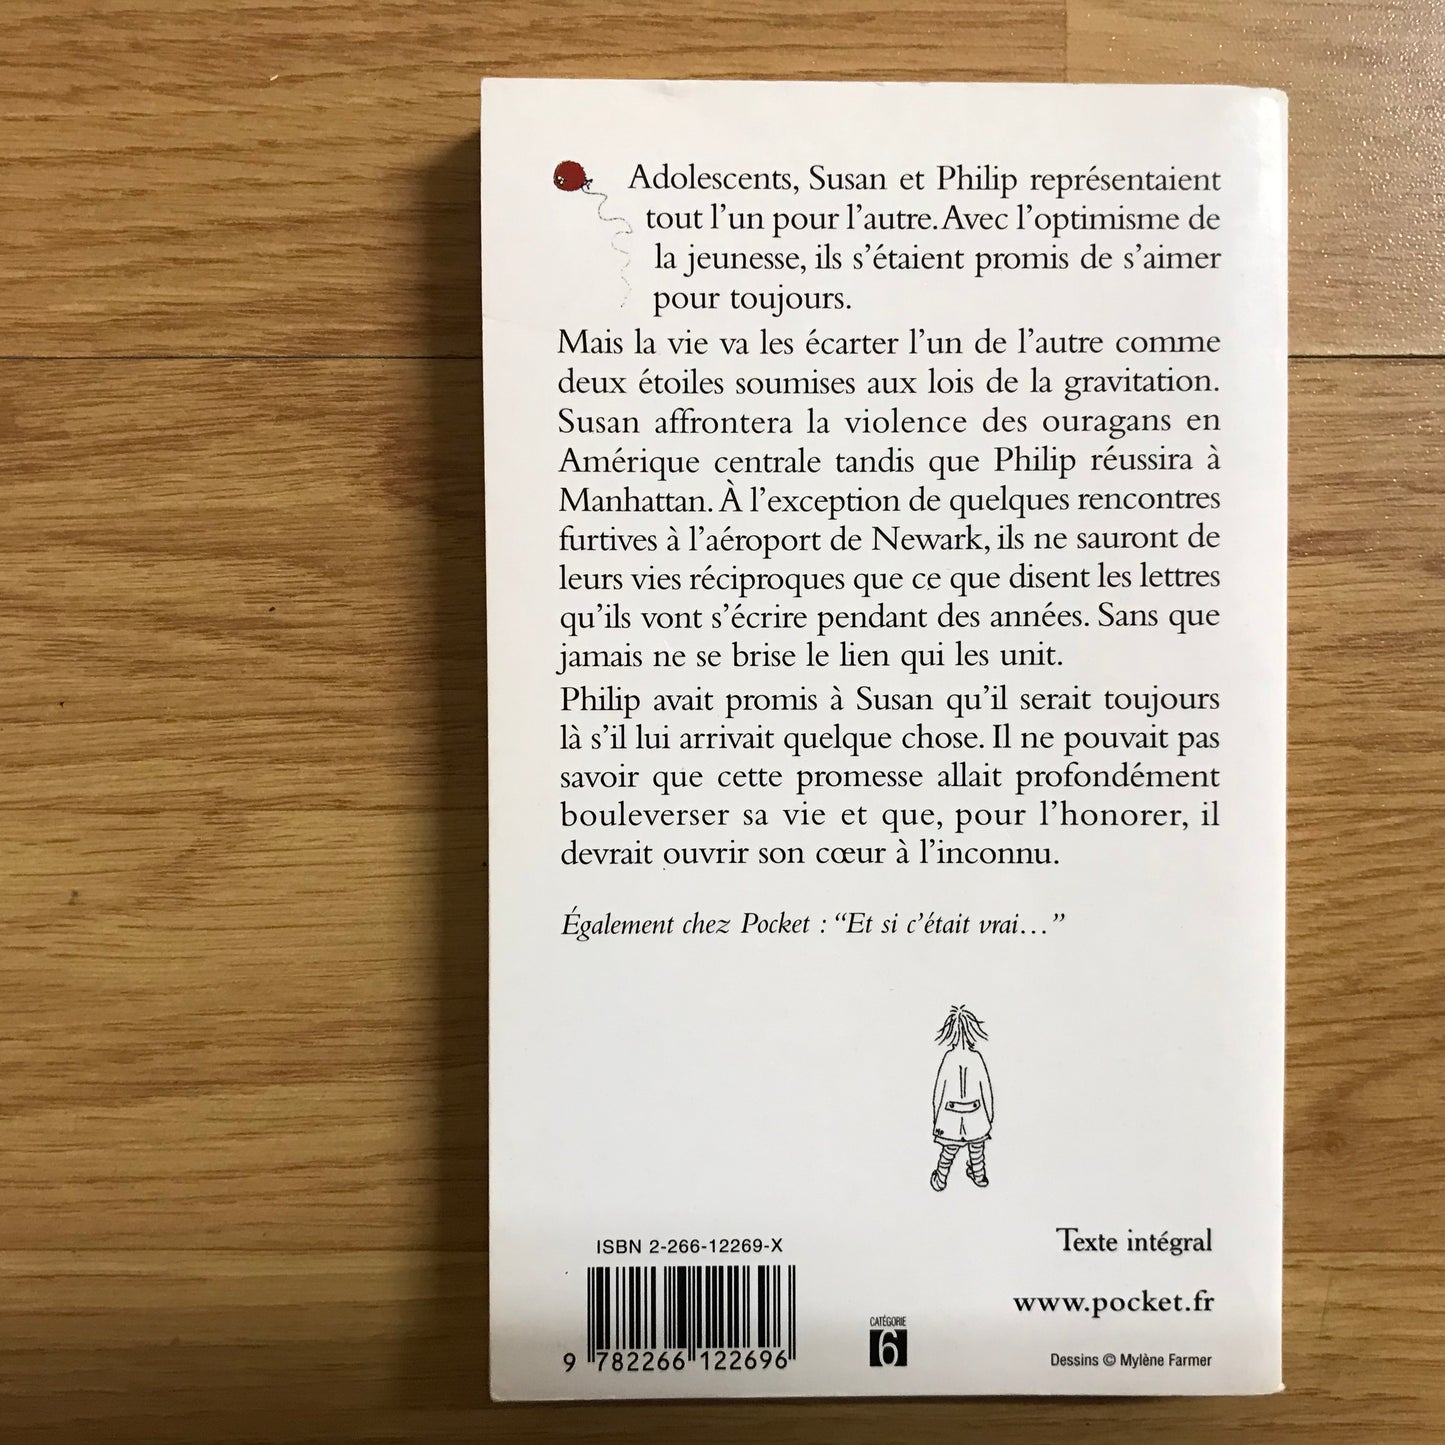 Adolescents, Susan et Philip représentaient
tout l'un pour l'autre. Avec l'optimisme de
la jeunesse, ils s'étaient promis de s'aimer
pour toujours.
Mais la vie va les écarter l'un de l'autre comme
deux étoiles soumises aux lois de la gravitation.
Susan affrontera la violence des ouragans en
Amérique centrale tandis que Philip réussira à
Manhattan. À l'exception de quelques rencontres
furtives à l'aéroport de Newark, ils ne sauront de
leurs vies réciproques que ce que disent les lettres
qu'ils vont s'écrire pendant des années. Sans que
jamais ne se brise le lien qui les unit.
Philip avait promis à Susan qu'il serait toujours
là s'il lui arrivait quelque chose. Il ne pouvait pas
savoir que cette promesse allait profondément
bouleverser sa vie et que, pour l'honorer, il
devrait ouvrir son cœur à l'inconnu.
Également chez Pocket : “Et si c'était vrai…”
ISBN 2-266-12269-X
9 782266 122696
CATÉGORIE
6
Texte intégral
www.pocket.fr
Dessins © Mylène Farmer